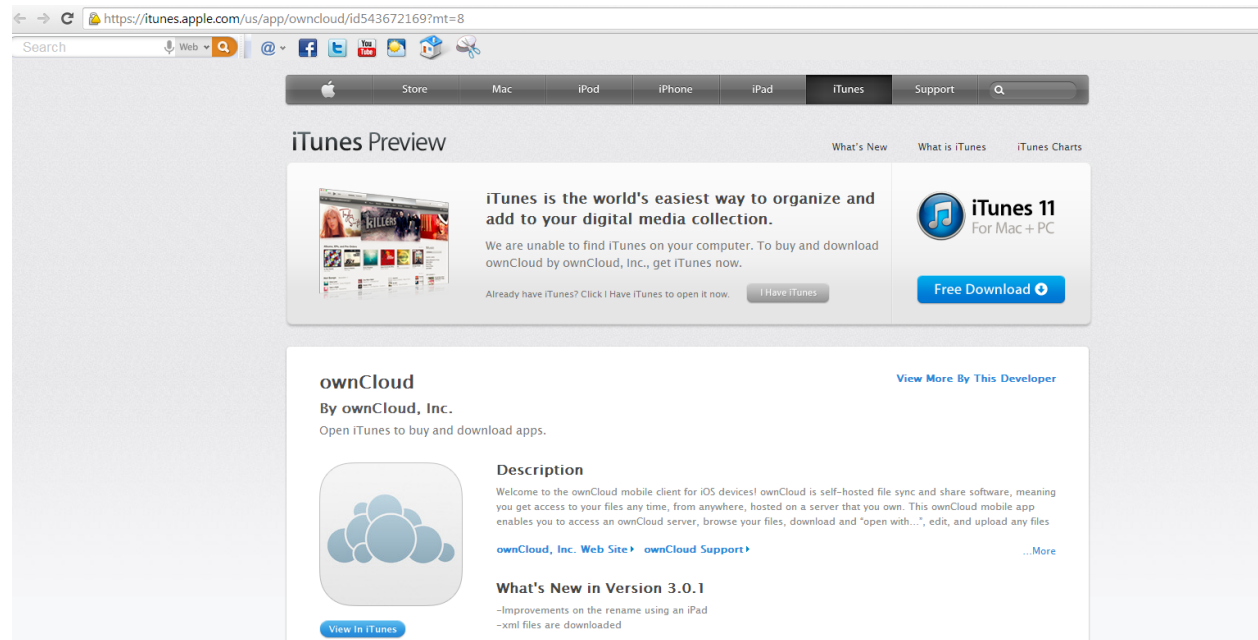 https://itunes.apple.com/us/app/owncloud/id543672169?mt=8
Search Web @ You Tube
Store Mac iPod iPhone iPad iTunes Support
iTunes Preview
What's New What is iTunes iTunes Charts
iTunes is the world's easiest way to organize and
add to your digital media collection.
We are unable to find iTunes on your computer. To buy and download
ownCloud by ownCloud, Inc., get iTunes now.
Already have iTunes? Click I Have iTunes to open it now. I Have iTunes
KILLERS
iTunes 11
For Mac + PC
Free Download
ownCloud
View More By This Developer
By ownCloud, Inc.
Open iTunes to buy and download apps.
Description
Welcome to the ownCloud mobile client for iOS devices! ownCloud is self-hosted file sync and share software, meaning
you get access to your files any time, from anywhere, hosted on a server that you own. This ownCloud mobile app
enables you to access an ownCloud server, browse your files, download and "open with...", edit, and upload any files
ownCloud, Inc. Web Site ownCloud Support ...More
What's New in Version 3.0.1
-Improvements on the rename using an iPad
-xml files are downloaded
View In iTunes